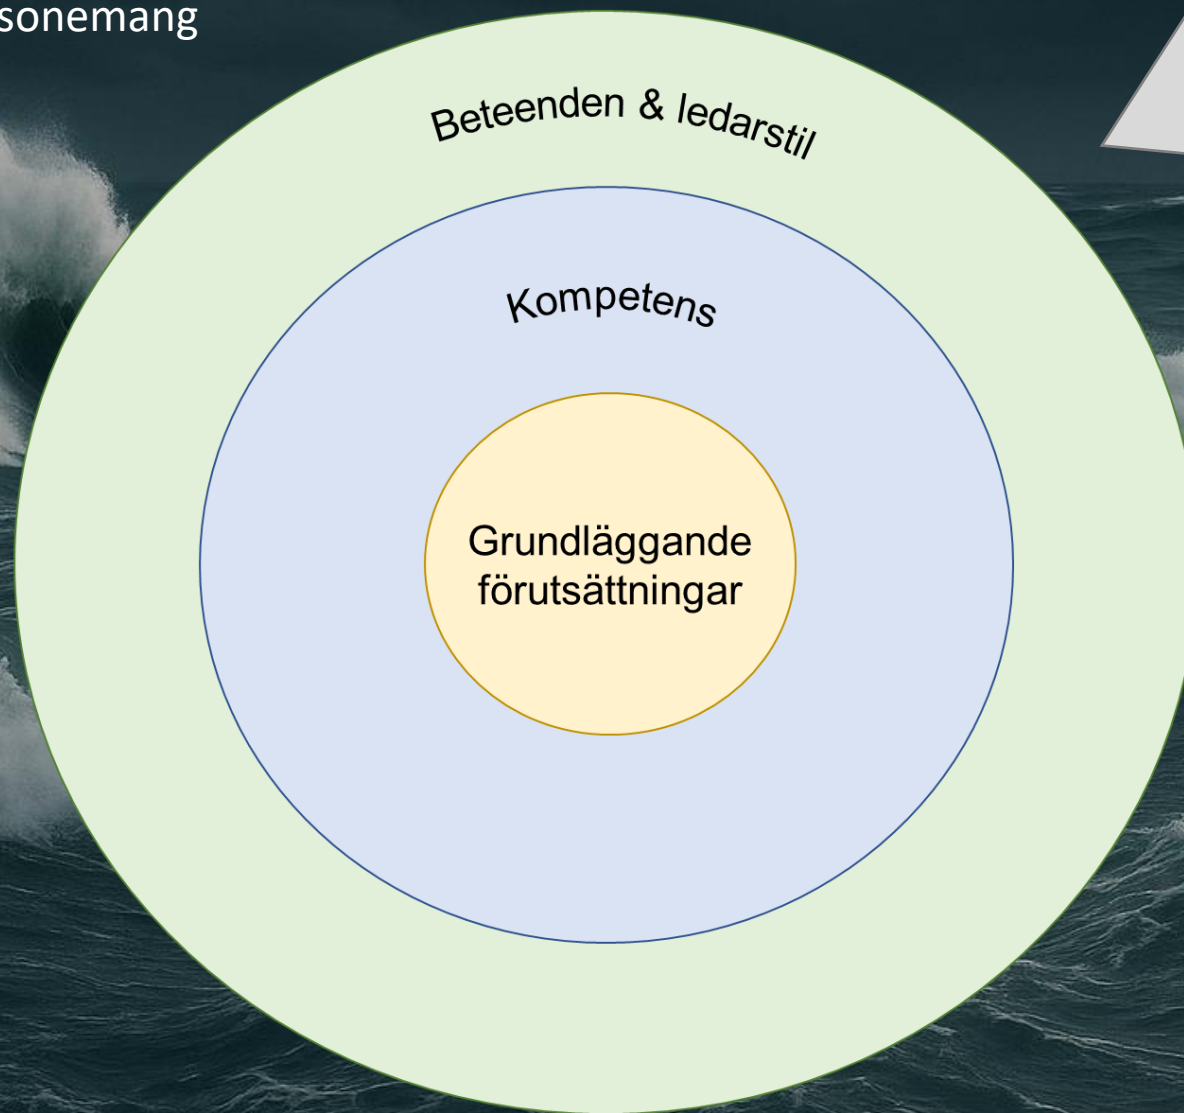 sonemang
Beteenden & ledarstil
Kompetens
Grundläggande
förutsättningar